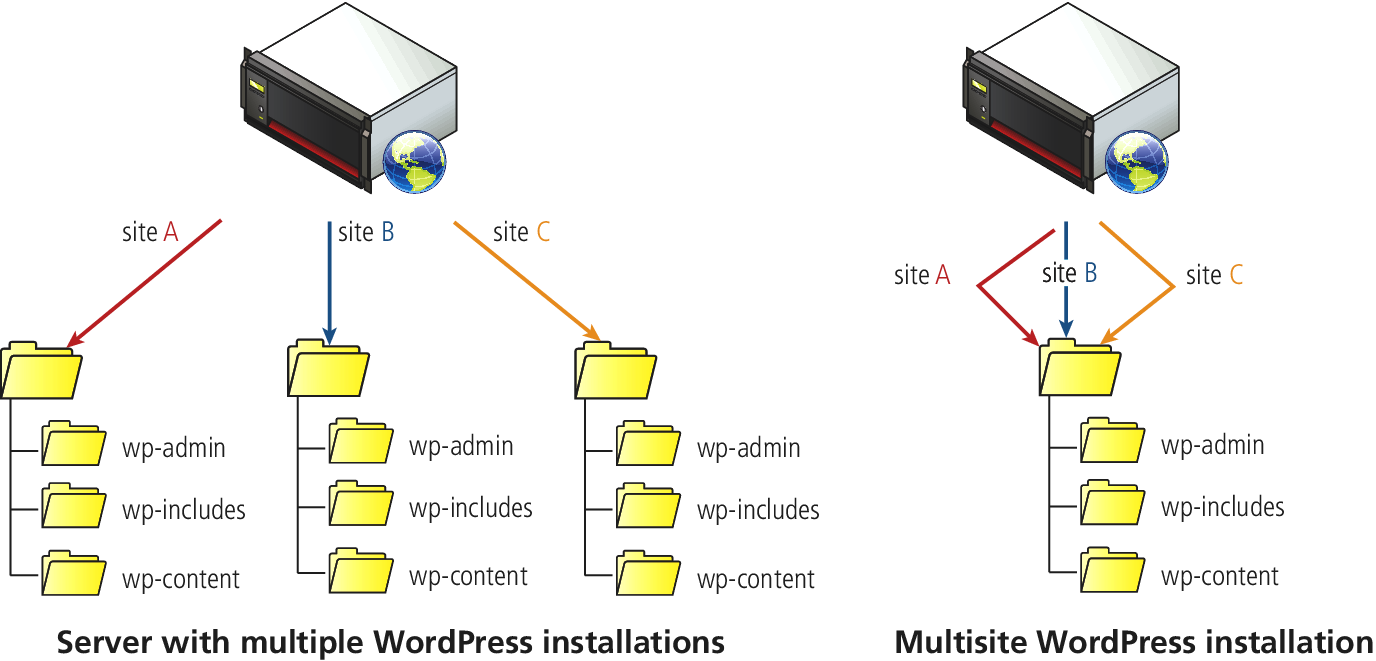 site A
site B
site C
wp-admin
wp-includes
wp-content
wp-admin
wp-includes
wp-content
wp-admin
wp-includes
wp-content
Server with multiple WordPress installations
site A
site B
site C
wp-admin
wp-includes
wp-content
Multisite WordPress installation